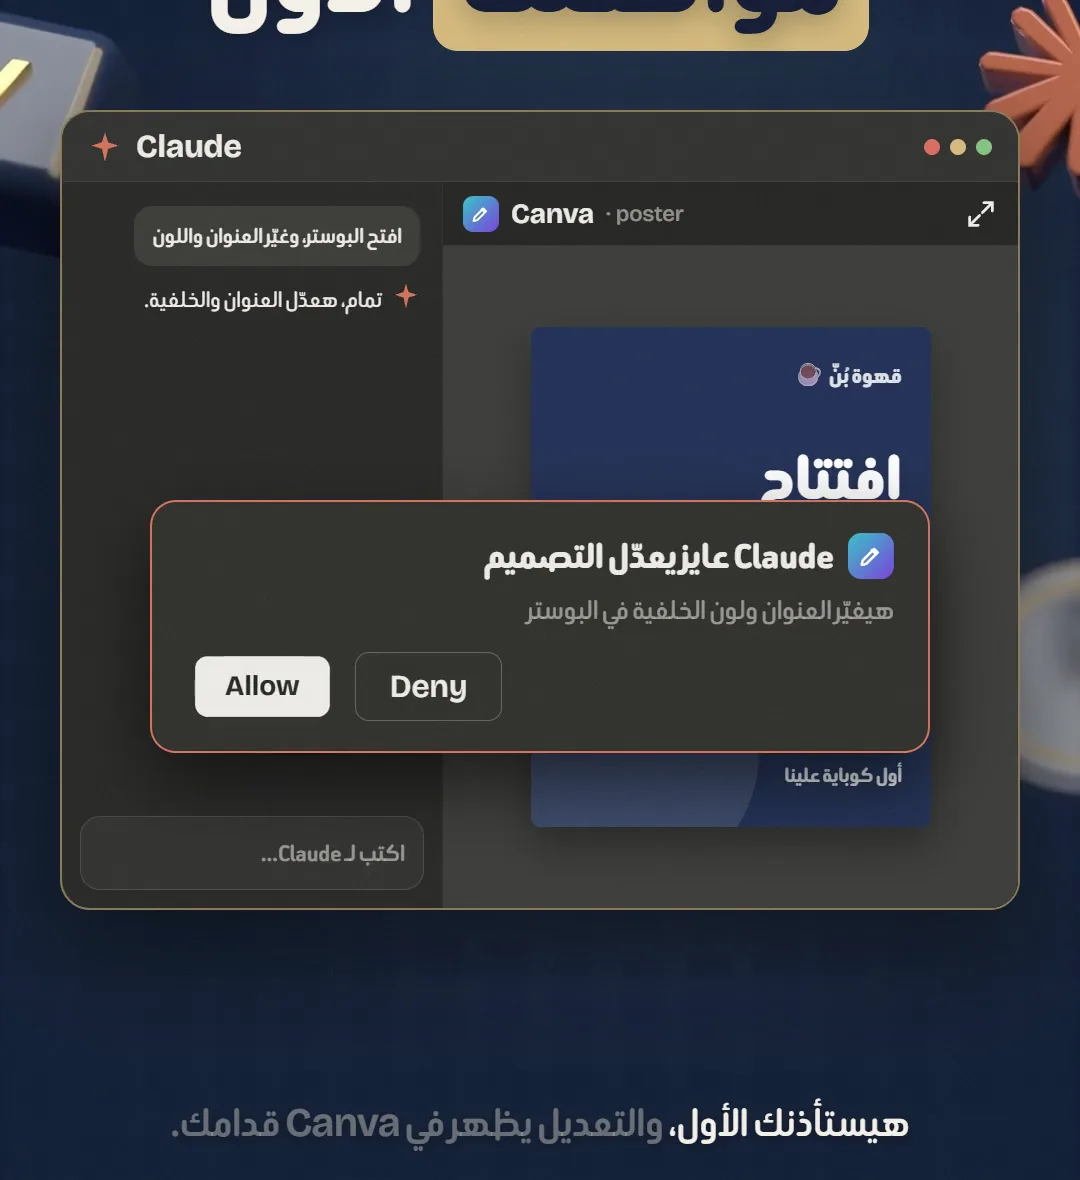 موافقتك الأول
Claude
Canva · poster
افتح البوستر، وغيّر العنوان واللون
تمام، هعدّل العنوان والخلفية.
قهوة بُنّ
افتتاح
Claude عايز يعدّل التصميم
هيغيّر العنوان ولون الخلفية في البوستر
Allow
Deny
أول كوباية علينا
اكتب لـ Claude...
هيستأذنك الأول، والتعديل يظهر في Canva قدامك.